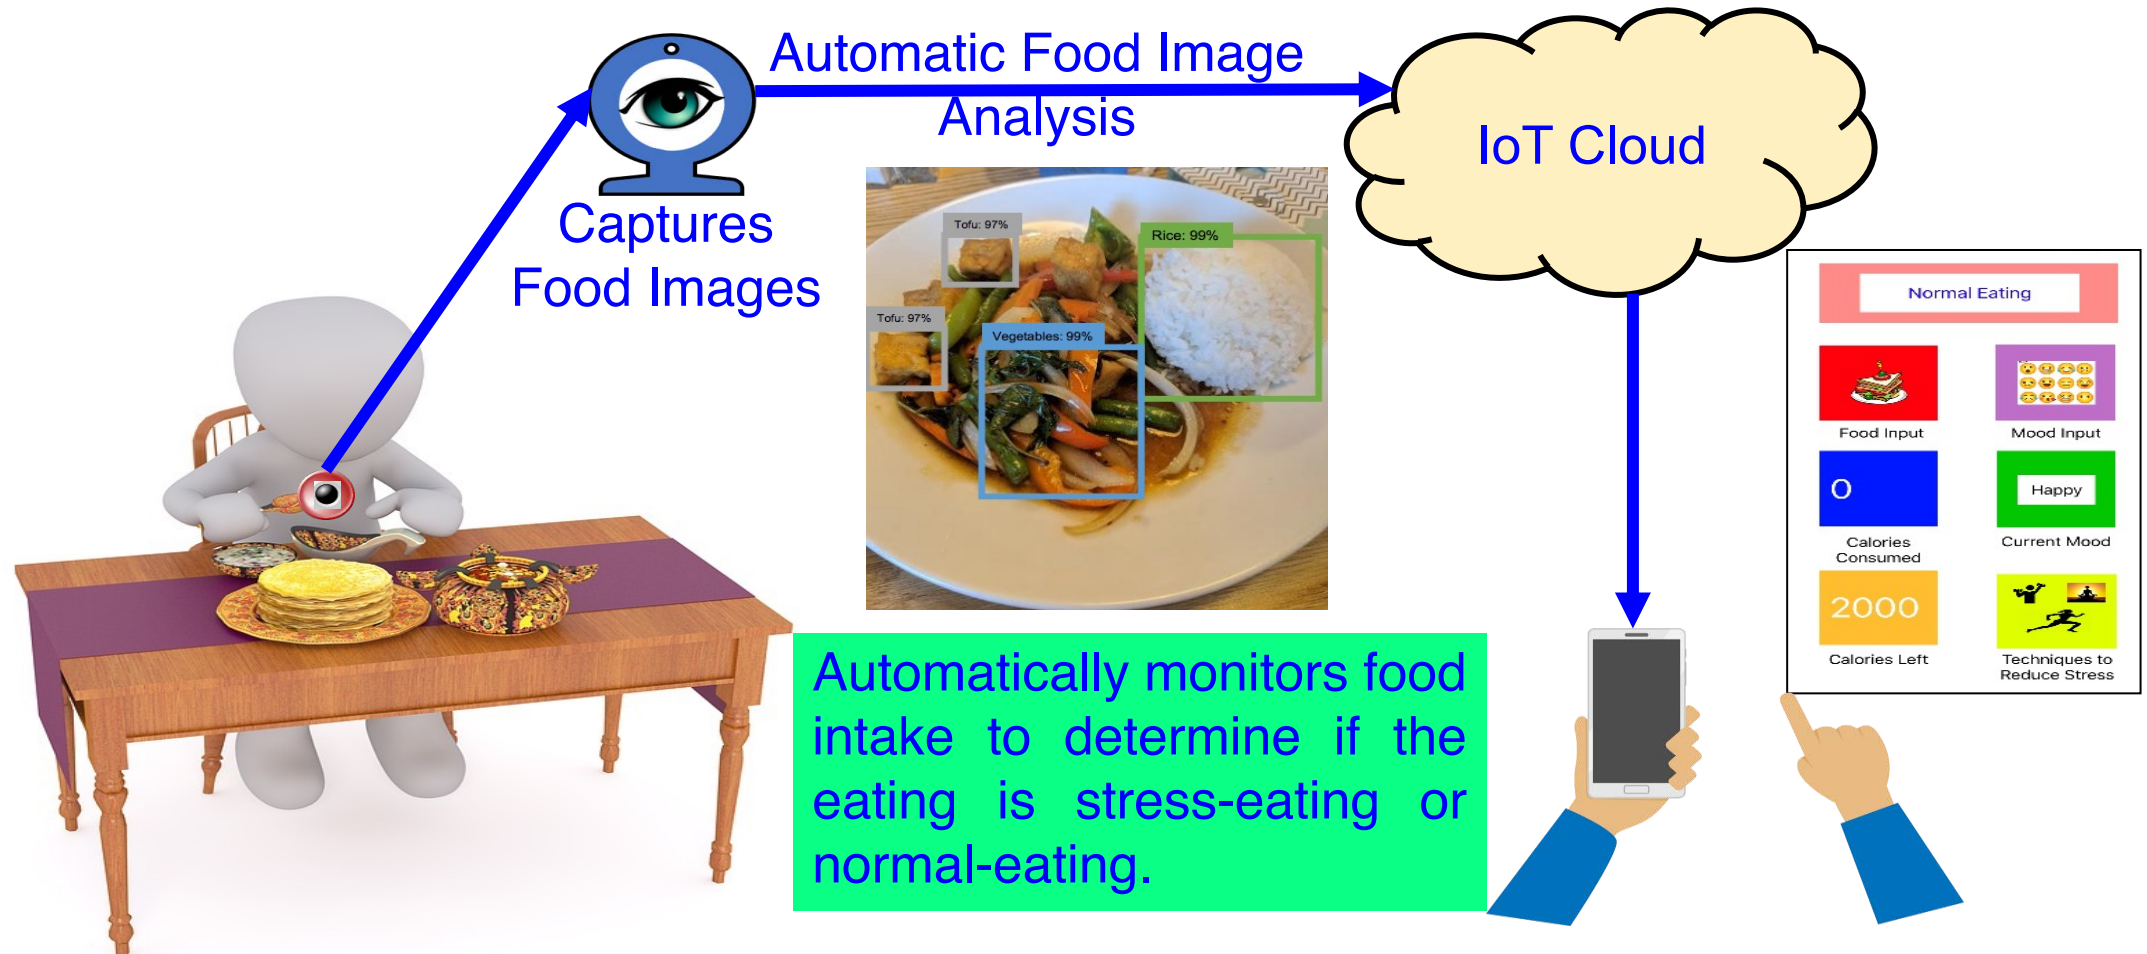 Automatic Food Image
Analysis
IoT Cloud
Captures
Food Images
Tofu: 97%
Rice: 99%
Tofu: 97%
Vegetables: 99%
Normal Eating
Food Input
Mood Input
0
Happy
Calories
Consumed
Current Mood
2000
Calories Left
Techniques to
Reduce Stress
Automatically monitors food
intake to determine if the
eating is stress-eating or
normal-eating.